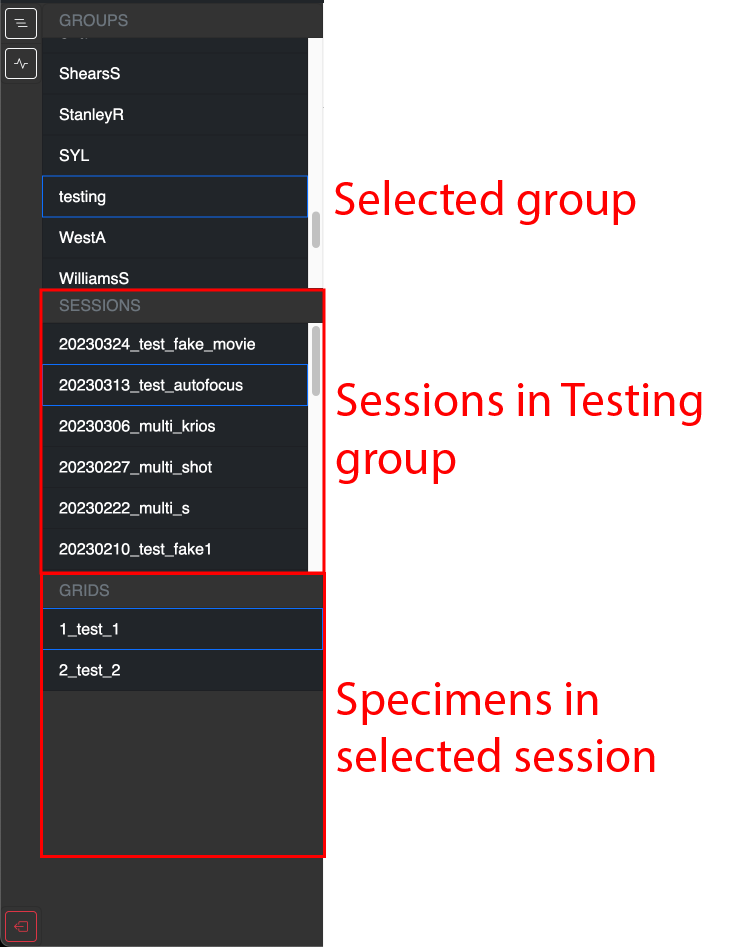 GROUPS
ShearsS
StanleyR
SYL
testing
Selected group
WestA
WilliamsS
SESSIONS
20230324_test_fake_movie
20230313_test_autofocus
20230306_multi_krios
20230227_multi_shot
20230222_multi_s
20230210_test_fake1
Sessions in Testing
group
GRIDS
1_test_1
2_test_2
Specimens in
selected session